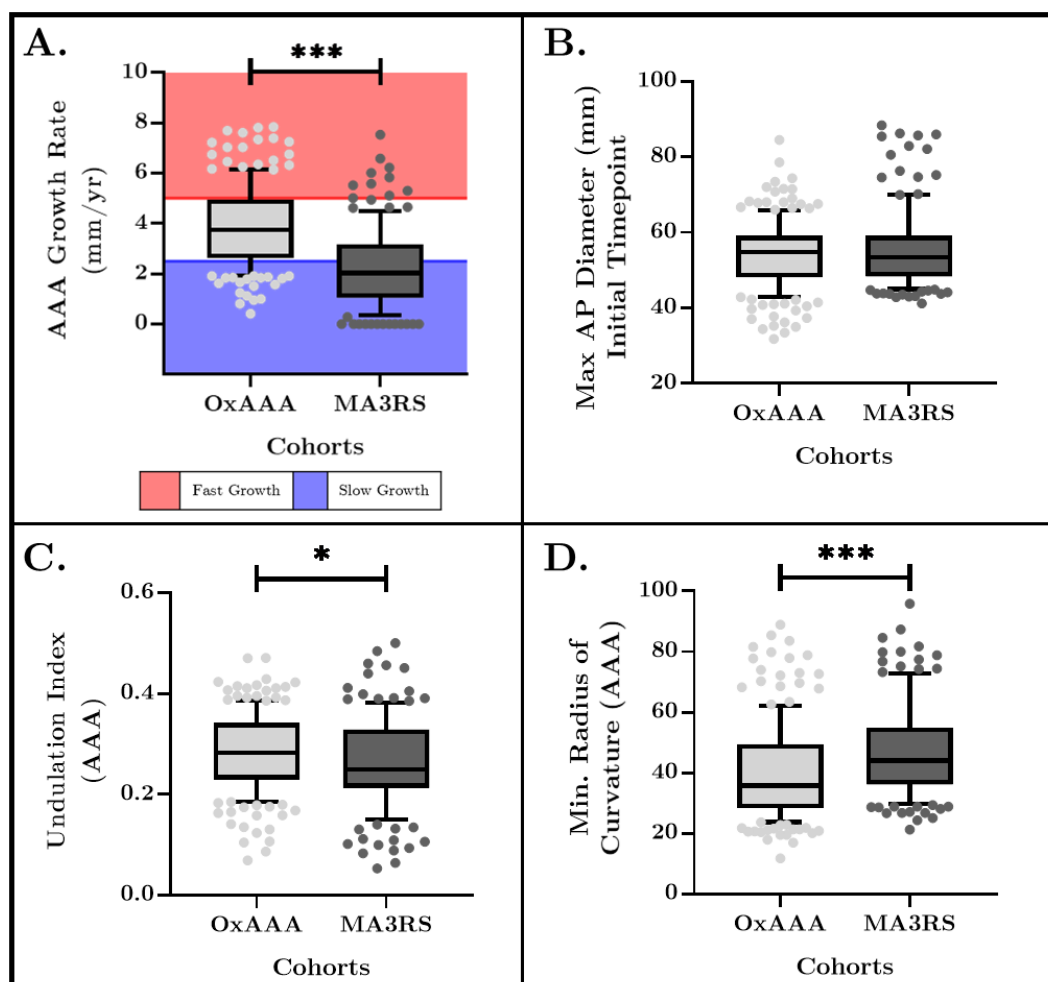 A.
***
AAA Growth Rate
(mm/yr)
10
8
6
4
2
0
OxAAA MA3RS
Cohorts
Fast Growth Slow Growth
B.
Max AP Diameter (mm)
Initial Timepoint
100
80
60
40
20
OxAAA MA3RS
Cohorts
C.
*
Undulation Index
(AAA)
0.6
0.4
0.2
0.0
OxAAA MA3RS
Cohorts
D.
***
Min. Radius of
Curvature (AAA)
100
80
60
40
20
0
OxAAA MA3RS
Cohorts